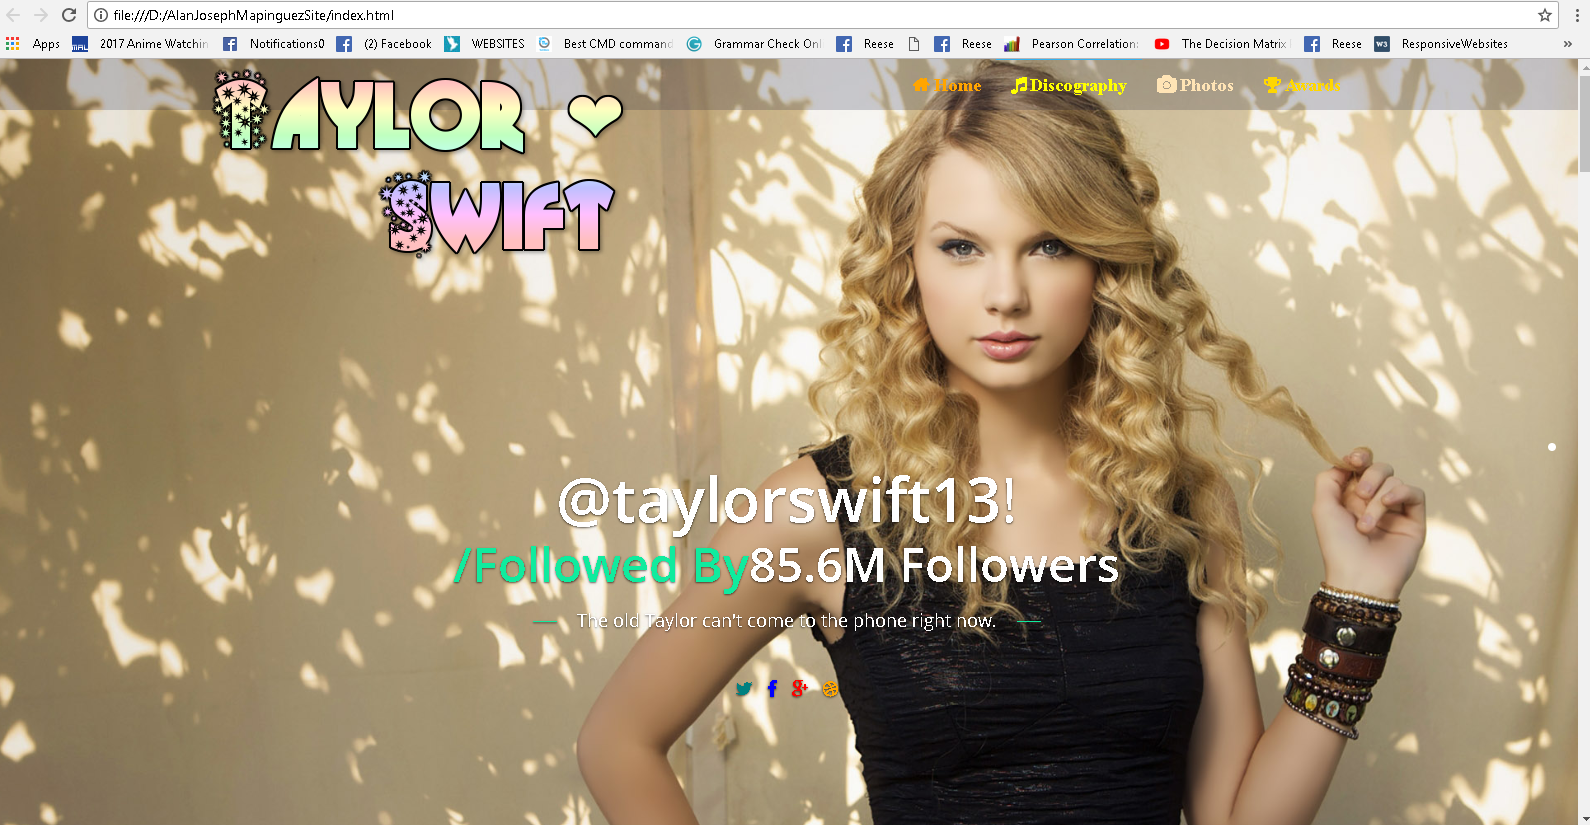 file:///D:/AlanJosephMapinguezSite/index.html
Apps MAL 2017 Anime Watchin Notifications0 (2) Facebook WEBSITES Best CMD command Grammar Check Onl Reese Reese Pearson Correlation The Decision Matrix Reese W3 ResponsiveWebsites »
Home Discography Photos Awards
TAYLOR ❤
SWIFT
@taylorswift13!
/Followed By85.6M Followers
The old Taylor can't come to the phone right now.